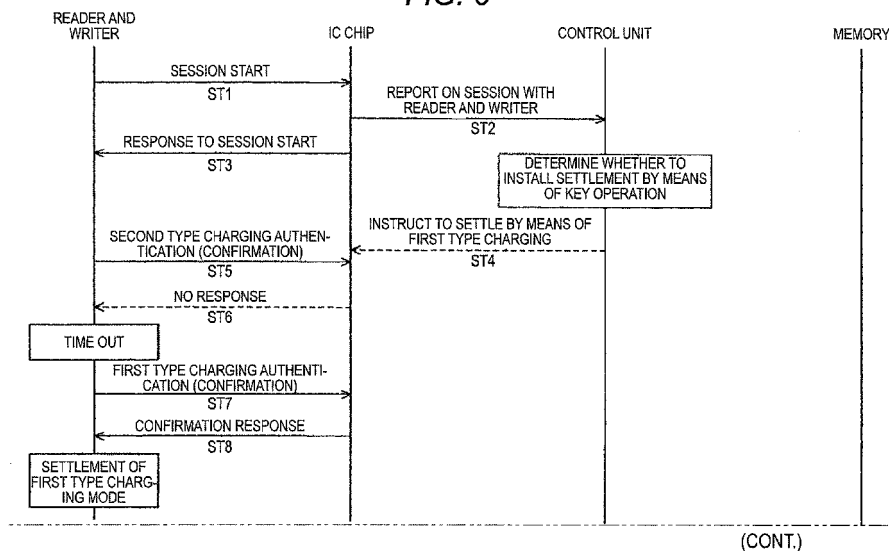 FIG. 6
READER AND
WRITER
IC CHIP
CONTROL UNIT
MEMORY
SESSION START
ST1
REPORT ON SESSION WITH
READER AND WRITER
ST2
RESPONSE TO SESSION START
ST3
DETERMINE WHETHER TO
INSTALL SETTLEMENT BY MEANS
OF KEY OPERATION
INSTRUCT TO SETTLE BY MEANS OF
FIRST TYPE CHARGING
ST4
SECOND TYPE CHARGING AUTHEN-
TICATION (CONFIRMATION)
ST5
NO RESPONSE
ST6
TIME OUT
FIRST TYPE CHARGING AUTHENTI-
CATION (CONFIRMATION)
ST7
CONFIRMATION RESPONSE
ST8
SETTLEMENT OF
FIRST TYPE CHARG-
ING MODE
(CONT.)